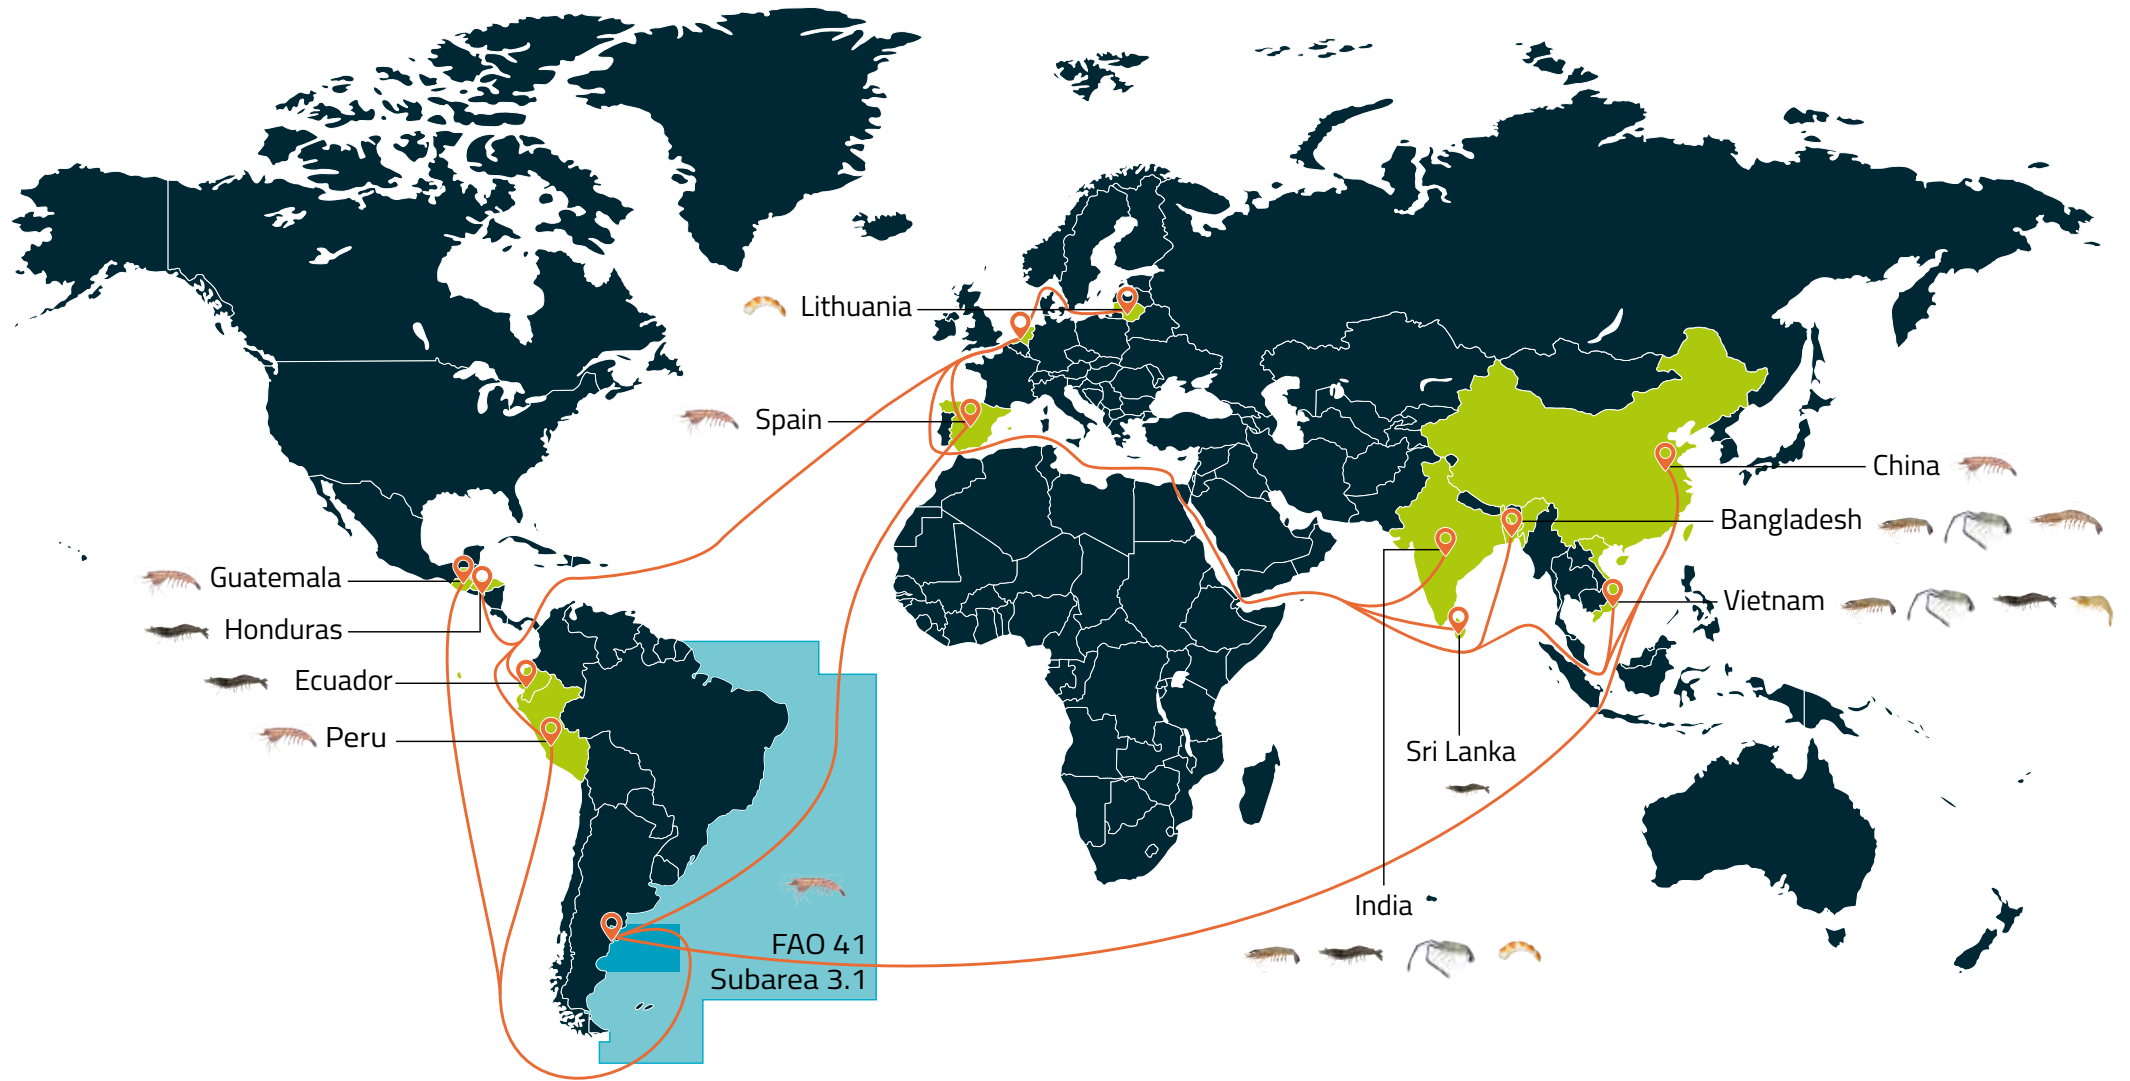 Lithuania
Spain
China
Bangladesh
Guatemala
Vietnam
Honduras
Ecuador
Peru
Sri Lanka
India
FAO 41
Subarea 3.1